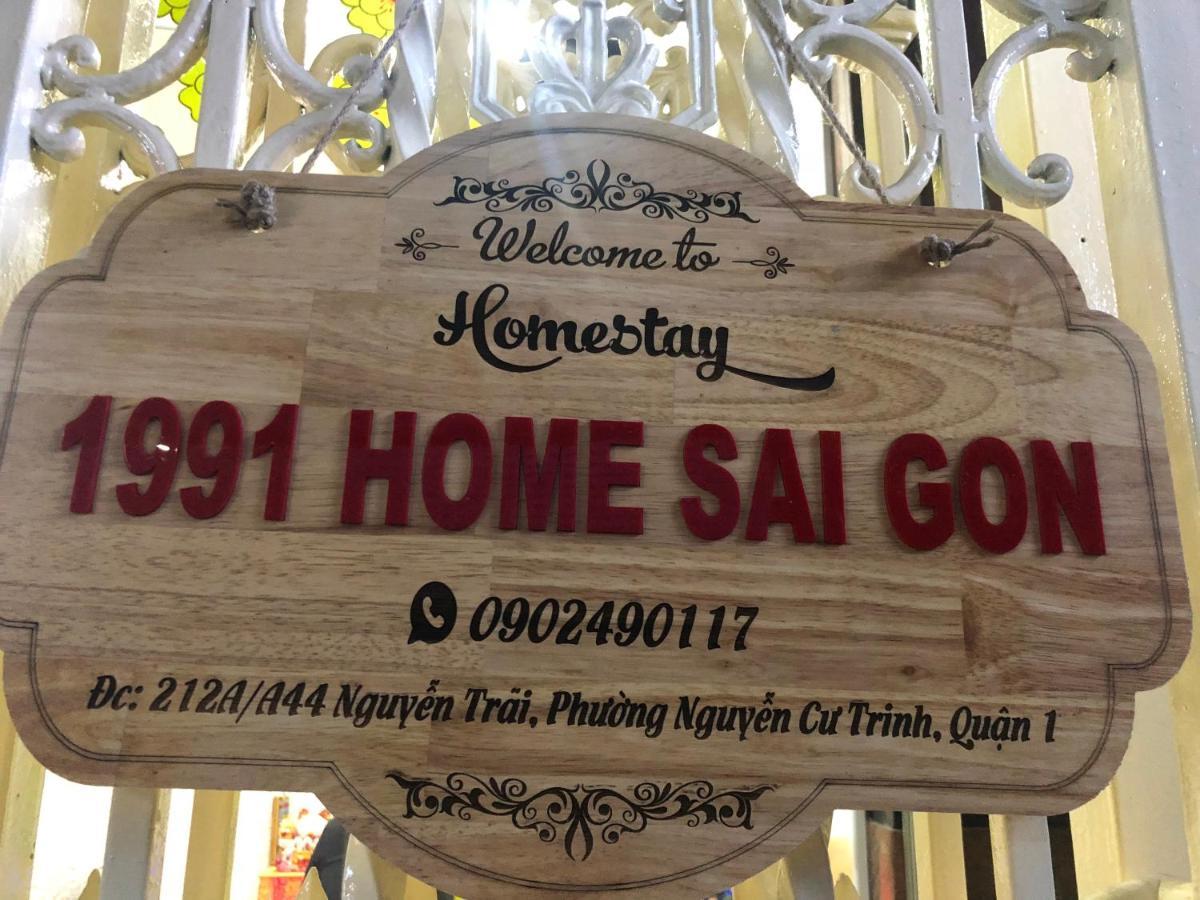 Welcome to
Homestay
1991 HOME SAI GON
0902490117
Đc: 212A/A44 Nguyễn Trãi, Phường Nguyễn Cư Trinh, Quận 1